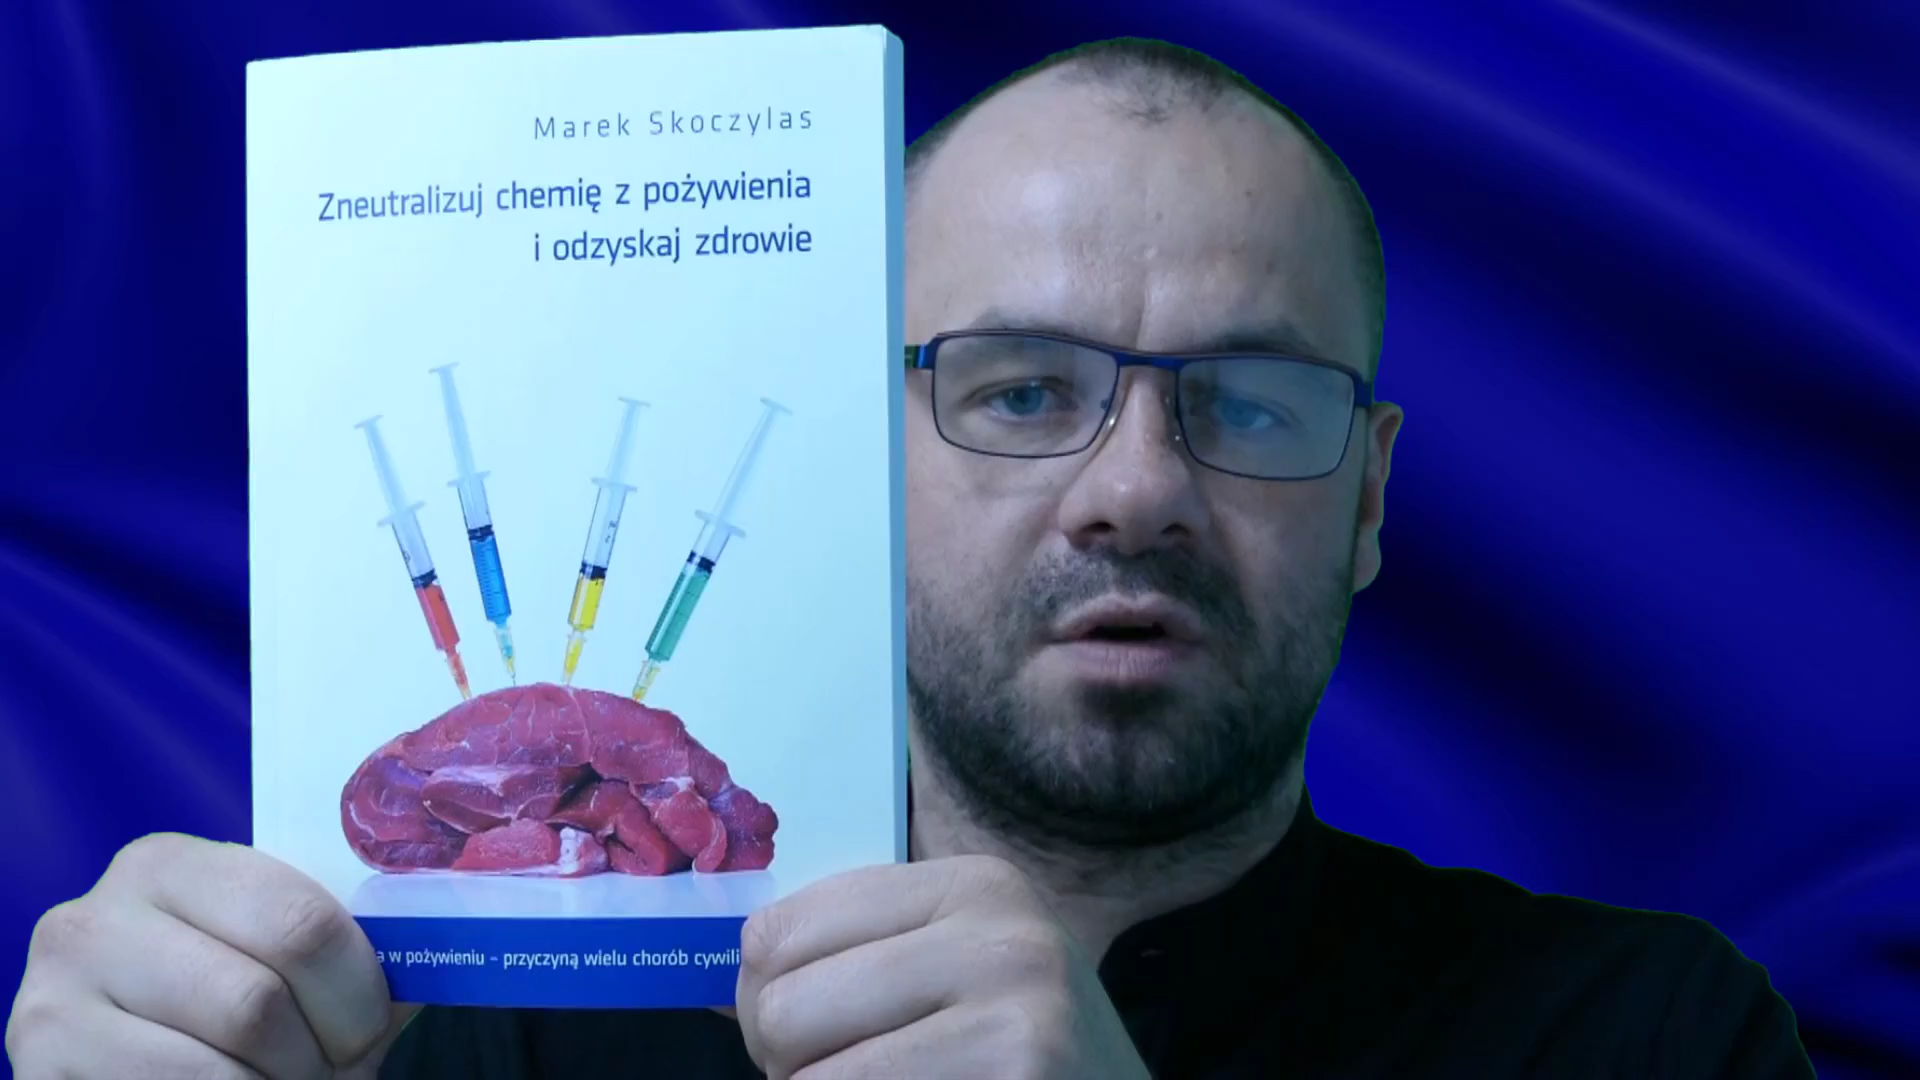 Marek Skoczylas
Zneutralizuj chemię z pożywienia
i odzyskaj zdrowie
w pożywieniu – przyczyną wielu chorób